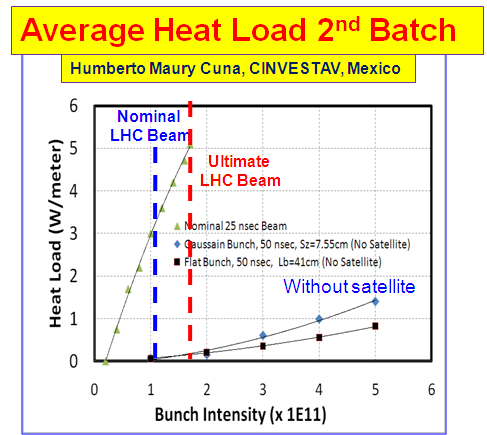 Average Heat Load 2nd Batch
Humberto Maury Cuna, CINVESTAV, Mexico
Nominal
LHC Beam
Ultimate
LHC Beam
Nominal 25 nsec Beam
Gaussain Bunch, 50 nsec, Sz=7.55cm (No Satellite)
Flat Bunch, 50 nsec, Lb=41cm (No Satellite)
Without satellite
Heat Load (W/meter)
6
5
4
3
2
1
0
0 1 2 3 4 5 6
Bunch Intensity (x 1E11)